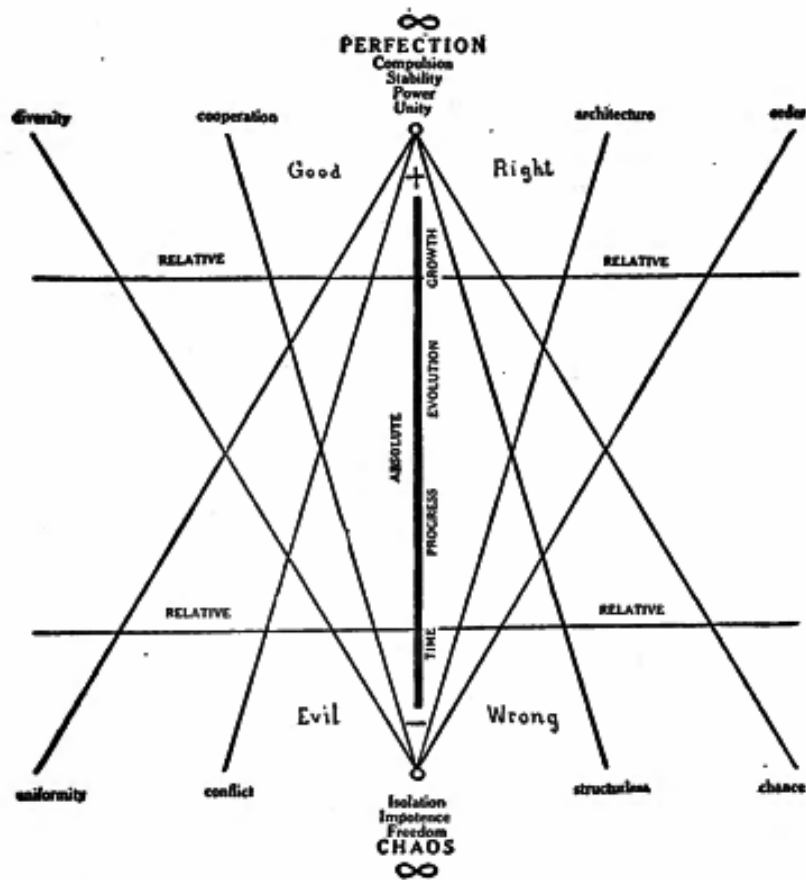 ∞
PERFECTION
Compulsion
Stability
Power
Unity
diversity
cooperation
architecture
order
Good
+
Right
RELATIVE
GROWTH
RELATIVE
EVOLUTION
ABSOLUTE
PROGRESS
RELATIVE
TIME
RELATIVE
Evil
−
Wrong
uniformity
conflict
structureless
chance
Isolation
Impotence
Freedom
CHAOS
∞